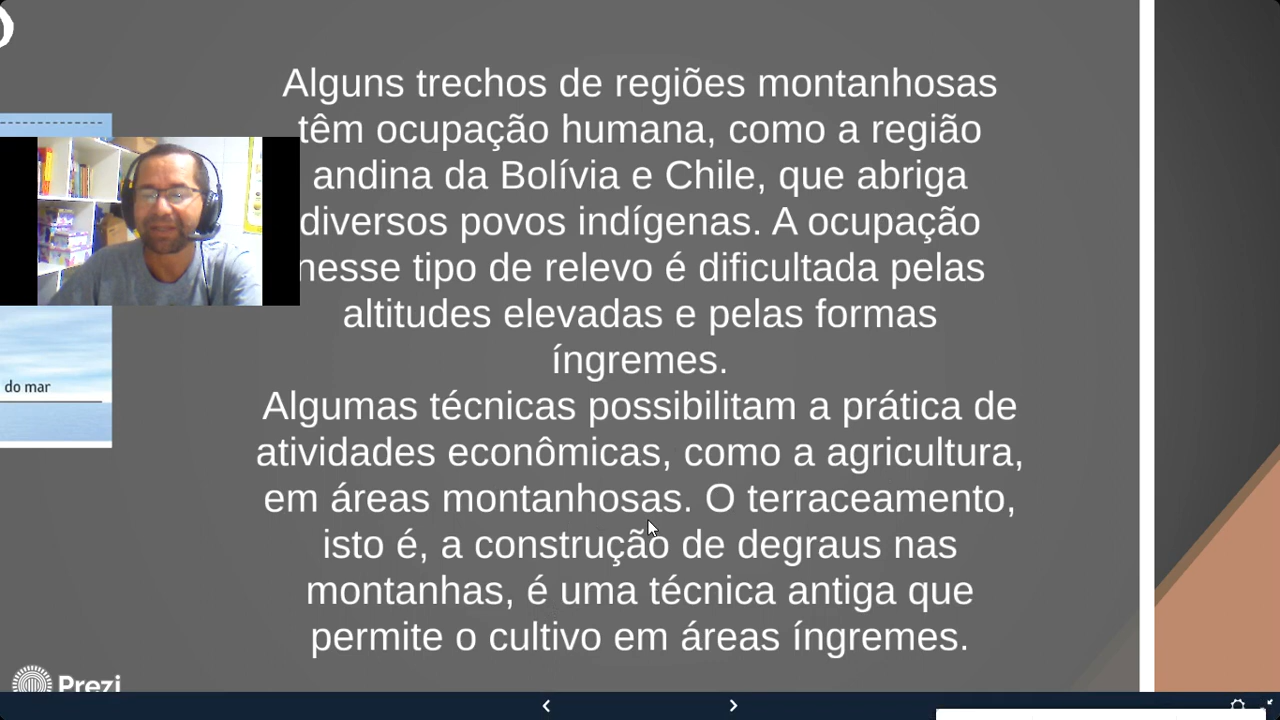 Alguns trechos de regiões montanhosas
têm ocupação humana, como a região
andina da Bolívia e Chile, que abriga
diversos povos indígenas. A ocupação
nesse tipo de relevo é dificultada pelas
altitudes elevadas e pelas formas
íngremes.
Algumas técnicas possibilitam a prática de
atividades econômicas, como a agricultura,
em áreas montanhosas. O terraceamento,
isto é, a construção de degraus nas
montanhas, é uma técnica antiga que
permite o cultivo em áreas íngremes.
do mar
Prezi